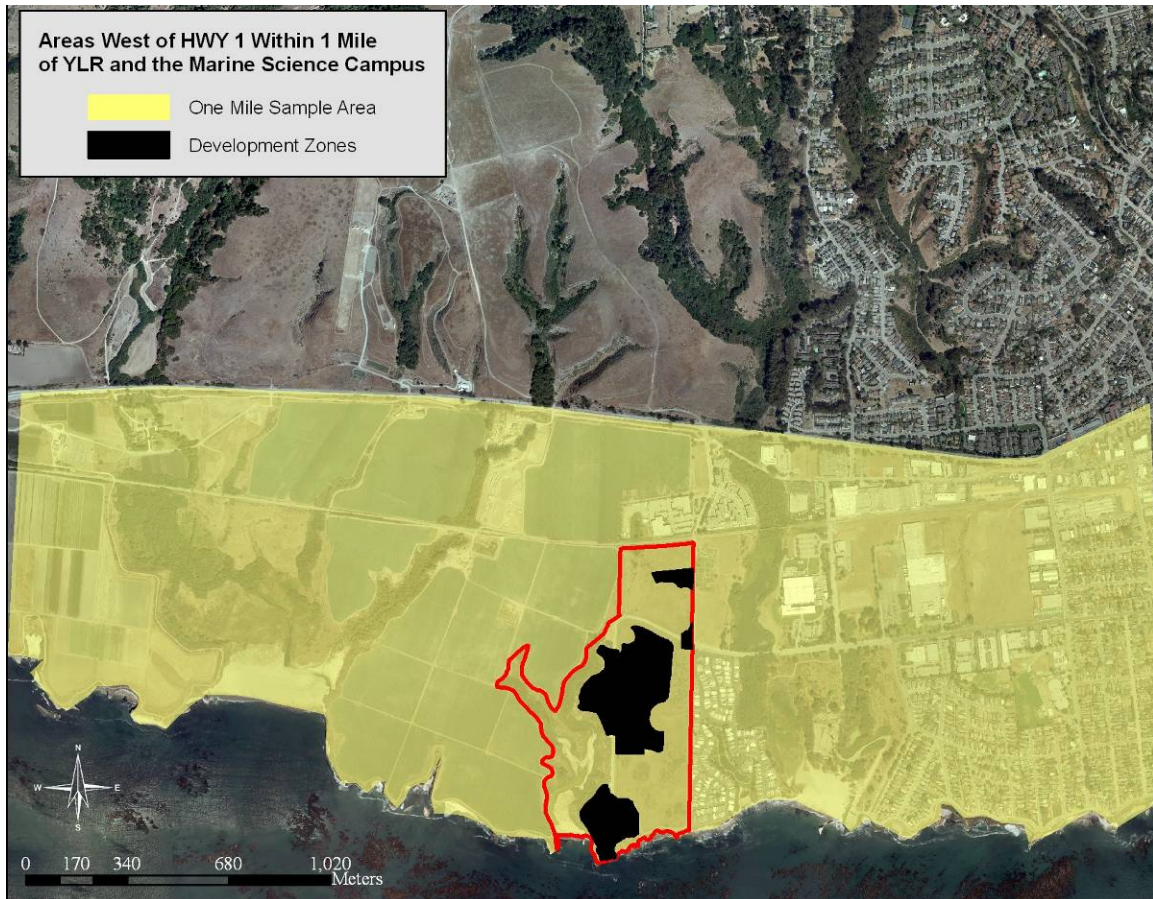 Areas West of HWY 1 Within 1 Mile
of YLR and the Marine Science Campus
One Mile Sample Area
Development Zones
N
W E
S
0 170 340 680 1,020
Meters